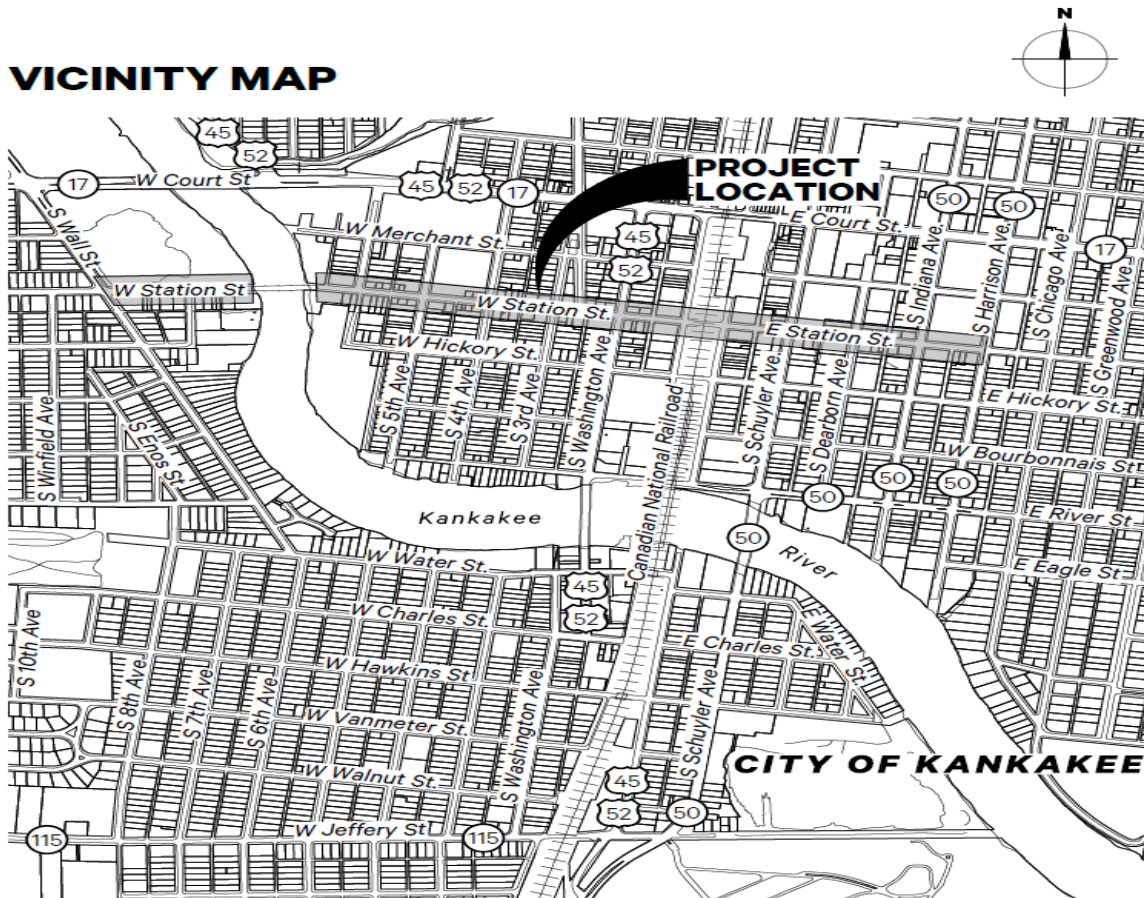 N
VICINITY MAP
45
52
17
W Court St
45
52
17
PROJECT
LOCATION
50
50
E Court St.
W Merchant St.
45
52
17
S Wall St.
W Station St
W Station St.
E Station St.
S Indiana Ave.
S Harrison Ave.
S Chicago Ave.
S Greenwood Ave.
W Hickory St.
E Hickory St.
S 5th Ave.
S 4th Ave.
S 3rd Ave.
S Washington Ave.
Canadian National Railroad
S Schuyler Ave.
S Dearborn Ave.
S Winfield Ave
S Enos St.
W Bourbonnais St.
50
50
50
E River St
Kankakee
River
50
W Water St.
E Eagle St
45
52
W Charles St.
E Charles St.
E Water St.
S 10th Ave
W Hawkins St
S 8th Ave.
S 7th Ave.
S 6th Ave.
S Washington Ave.
S Schuyler Ave
W Vanmeter St.
CITY OF KANKAKEE
W Walnut St.
45
52
50
W Jeffery St
115
115